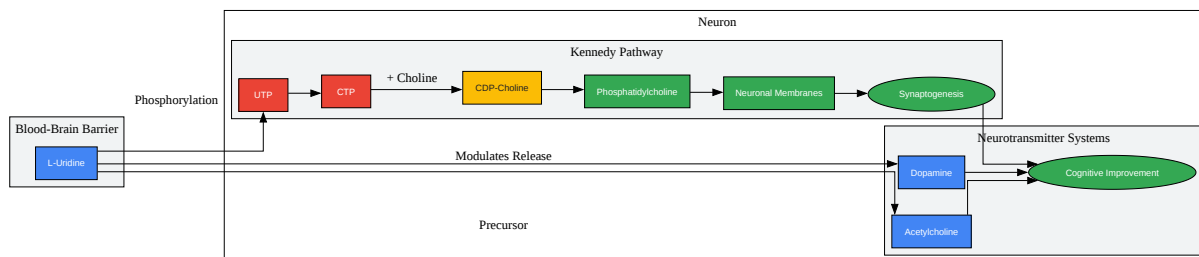 Neuron
Kennedy Pathway
UTP
CTP
+ Choline
CDP-Choline
Phosphatidylcholine
Neuronal Membranes
Synaptogenesis
Phosphorylation
Blood-Brain Barrier
L-Uridine
Modulates Release
Neurotransmitter Systems
Dopamine
Cognitive Improvement
Precursor
Acetylcholine